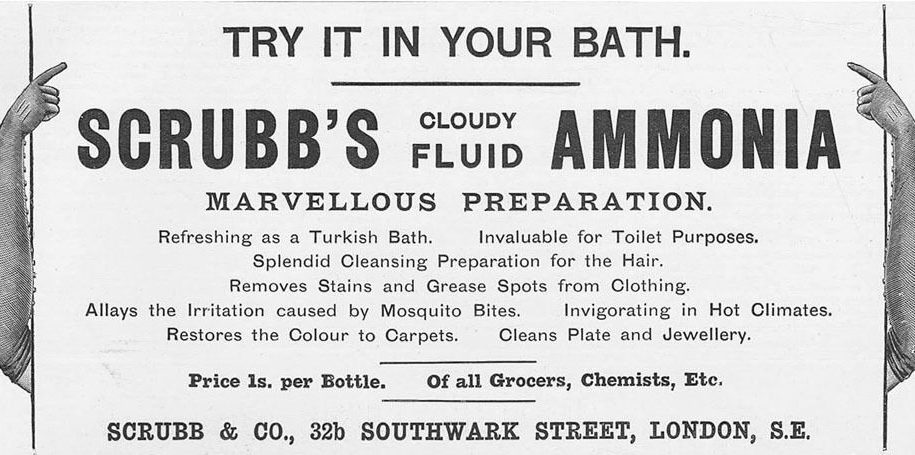 TRY IT IN YOUR BATH.
SCRUBB'S CLOUDY FLUID AMMONIA
MARVELLOUS PREPARATION.
Refreshing as a Turkish Bath. Invaluable for Toilet Purposes.
Splendid Cleansing Preparation for the Hair.
Removes Stains and Grease Spots from Clothing.
Allays the Irritation caused by Mosquito Bites. Invigorating in Hot Climates.
Restores the Colour to Carpets. Cleans Plate and Jewellery.
Price 1s. per Bottle. Of all Grocers, Chemists, Etc.
SCRUBB & CO., 32b SOUTHWARK STREET, LONDON, S.E.